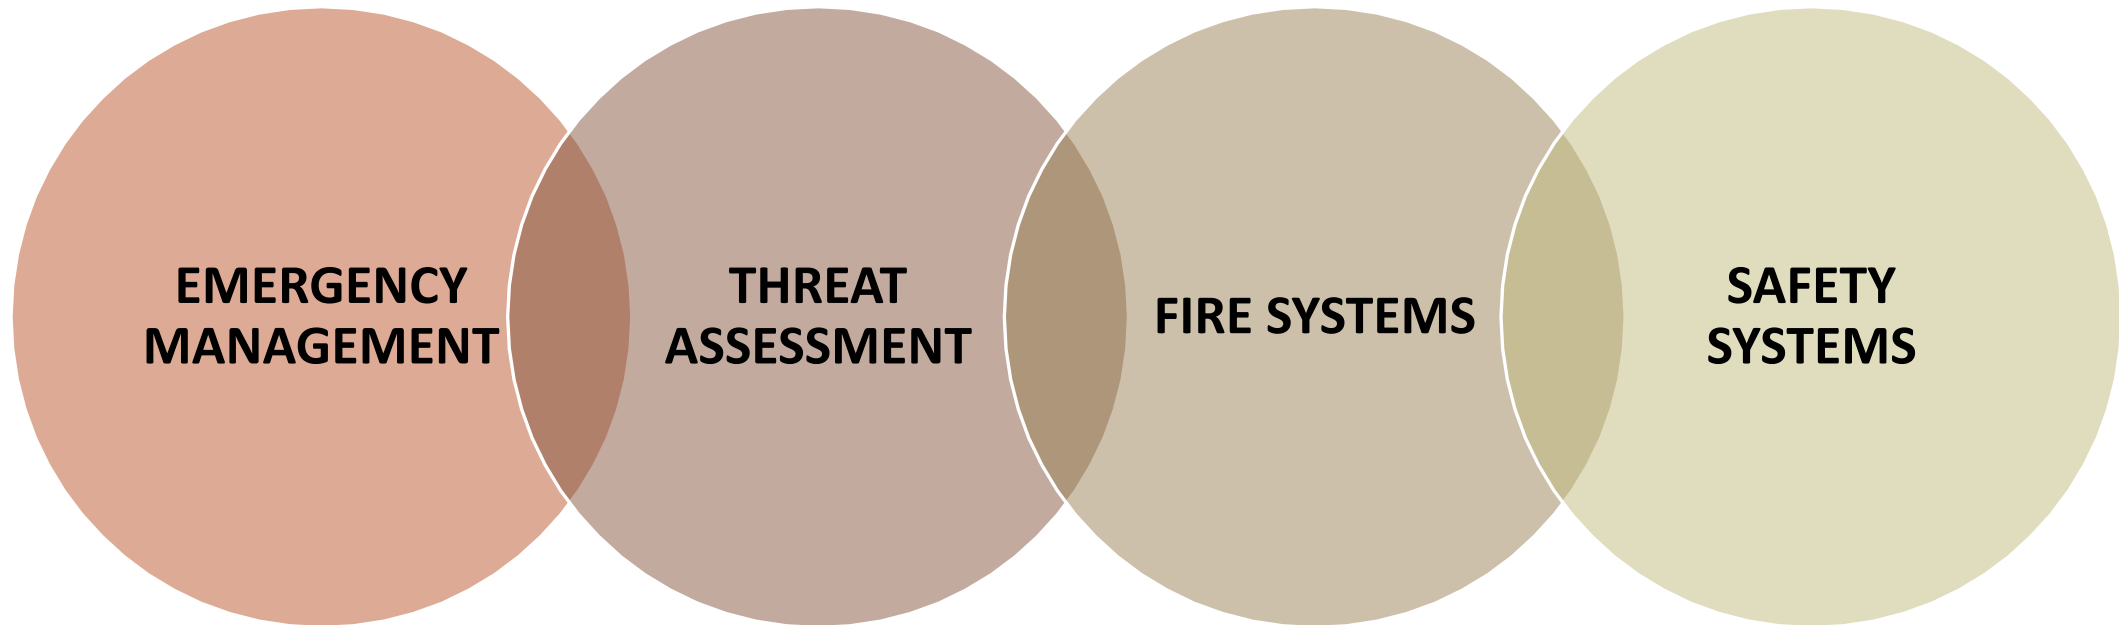 EMERGENCY
MANAGEMENT
THREAT
ASSESSMENT
FIRE SYSTEMS
SAFETY
SYSTEMS